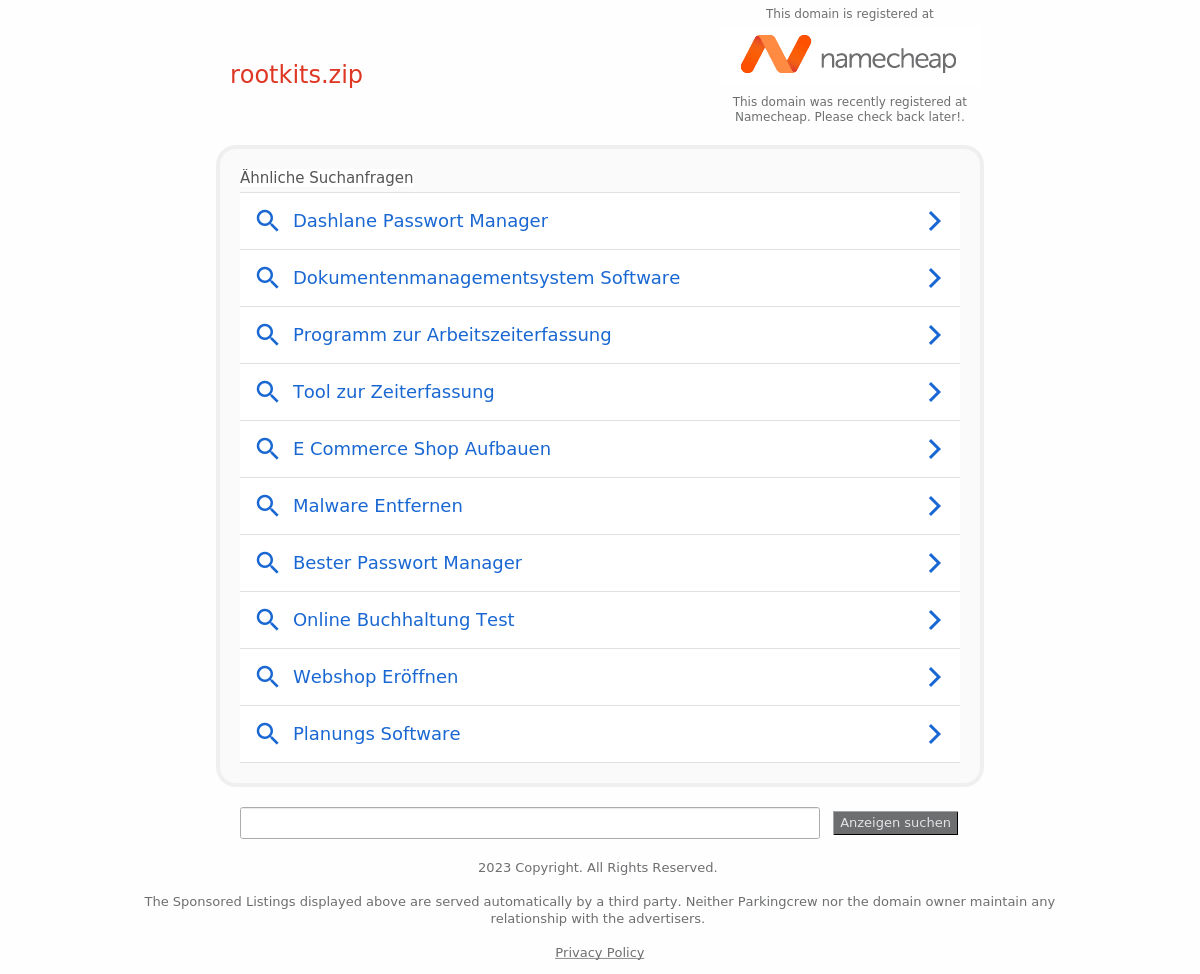 This domain is registered at
namecheap
rootkits.zip
This domain was recently registered at
Namecheap. Please check back later!.
Ähnliche Suchanfragen
Dashlane Passwort Manager
Dokumentenmanagementsystem Software
Programm zur Arbeitszeiterfassung
Tool zur Zeiterfassung
E Commerce Shop Aufbauen
Malware Entfernen
Bester Passwort Manager
Online Buchhaltung Test
Webshop Eröffnen
Planungs Software
Anzeigen suchen
2023 Copyright. All Rights Reserved.
The Sponsored Listings displayed above are served automatically by a third party. Neither Parkingcrew nor the domain owner maintain any
relationship with the advertisers.
Privacy Policy